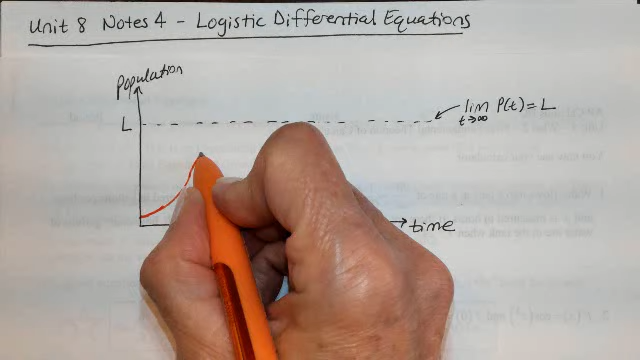 Unit 8 Notes 4 - Logistic Differential Equations
Population
L
lim P(t) = L
t→∞
time